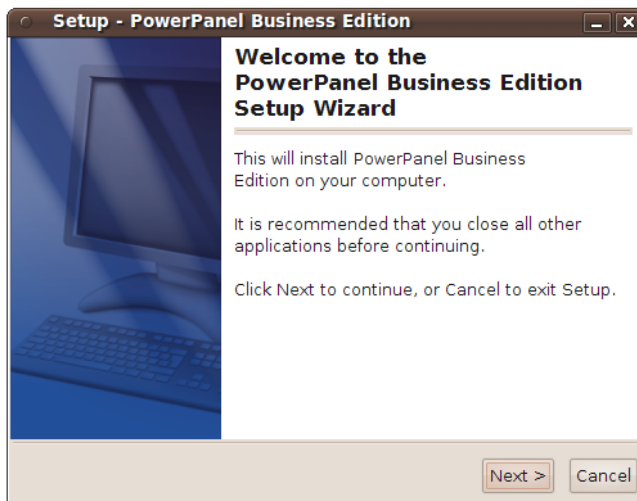 Setup - PowerPanel Business Edition
Welcome to the
PowerPanel Business Edition
Setup Wizard
This will install PowerPanel Business
Edition on your computer.
It is recommended that you close all other
applications before continuing.
Click Next to continue, or Cancel to exit Setup.
Next >
Cancel